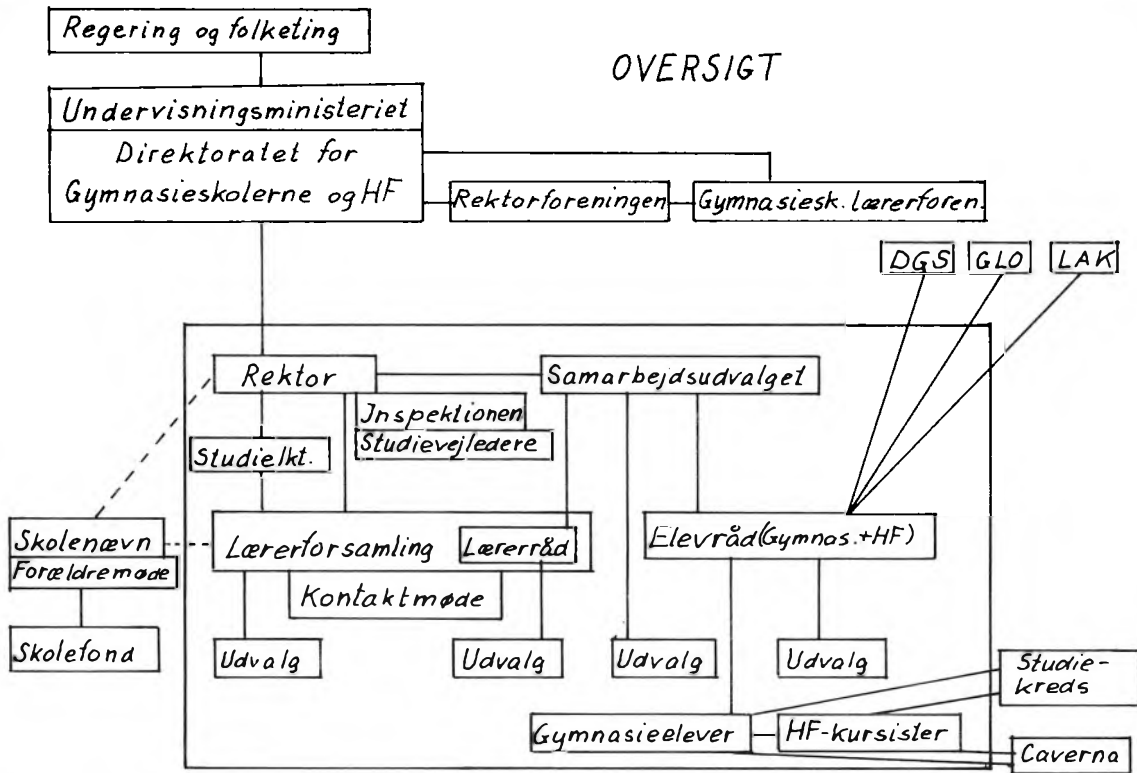 Regering og folketing
OVERSIGT
Undervisningsministeriet
Direktoratet for
Gymnasieskolerne og HF
Rektorforeningen
Gymnasiesk. lærerforen.
DGS
GLO
LAK
Rektor
Samarbejdsudvalget
Inspektionen
Studievejledere
Studielkt.
Skolenævn
Forældremøde
Lærerforsamling
Lærerråd
Elevråd (Gymnas.+HF)
Kontaktmøde
Skolefond
Udvalg
Udvalg
Udvalg
Udvalg
Studie-
kreds
Gymnasieelever
HF-kursister
Caverna